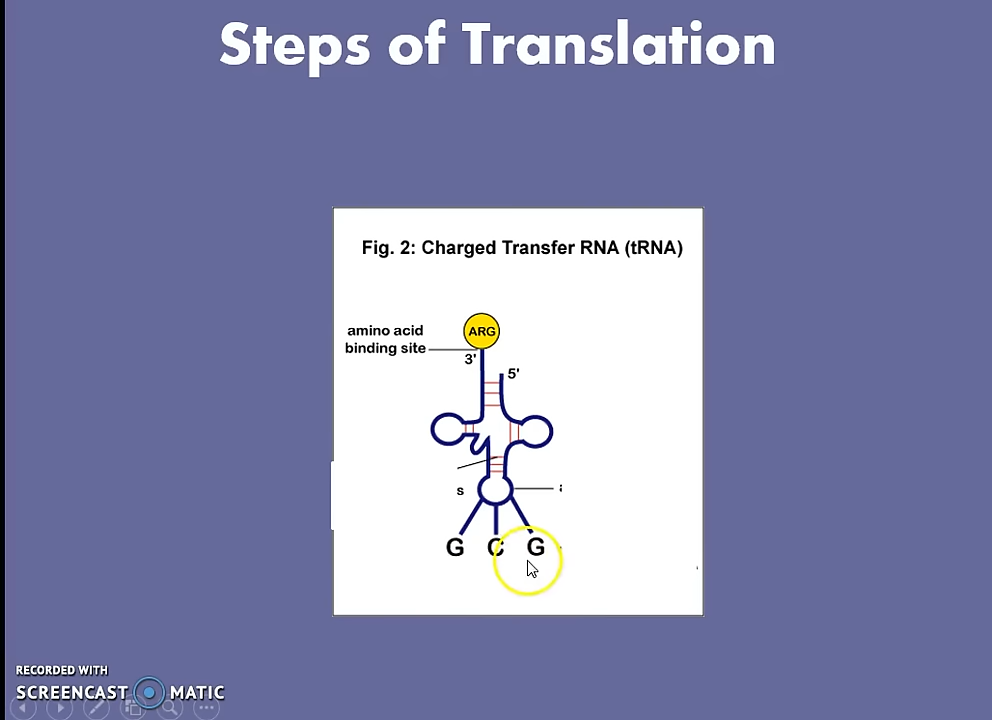 Steps of Translation
Fig. 2: Charged Transfer RNA (tRNA)
ARG
amino acid
binding site
3'
5'
s
G C G
RECORDED WITH
SCREENCAST MATIC